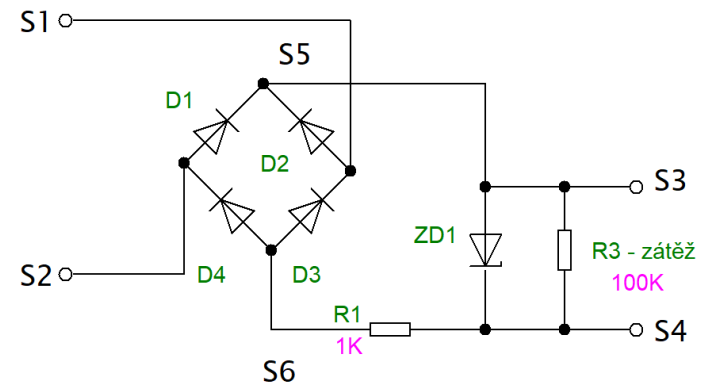 S1
S5
D1
D2
S3
ZD1
R3 - zátěž
100K
S2
D4
D3
R1
1K
S4
S6